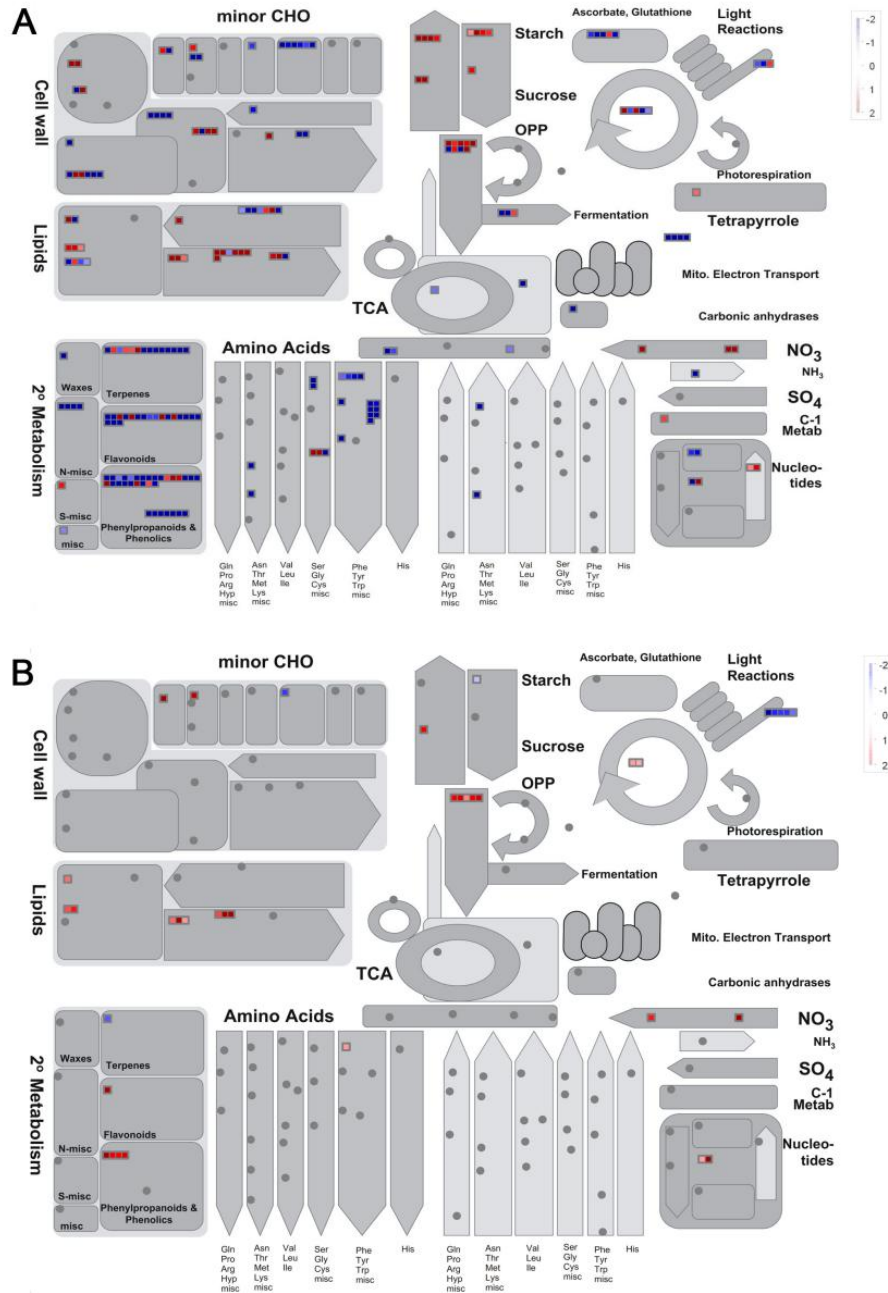 A
minor CHO
Cell wall
Lipids
2° Metabolism
Starch
Sucrose
OPP
Fermentation
TCA
Ascorbate, Glutathione
Light
Reactions
Photorespiration
Tetrapyrrole
Mito. Electron Transport
Carbonic anhydrases
-2
-1
0
1
2
Amino Acids
Waxes
Terpenes
N-misc
Flavonoids
S-misc
misc
Phenylpropanoids &
Phenolics
NO3
NH3
SO4
C-1
Metab
Nucleo-
tides
Gln
Pro
Arg
Hyp
misc
Asn
Thr
Met
Lys
misc
Val
Leu
Ile
Ser
Gly
Cys
misc
Phe
Tyr
Trp
misc
His
Gln
Pro
Arg
Hyp
misc
Asn
Thr
Met
Lys
misc
Val
Leu
Ile
Ser
Gly
Cys
misc
Phe
Tyr
Trp
misc
His
B
minor CHO
Cell wall
Lipids
2° Metabolism
Starch
Sucrose
OPP
Fermentation
TCA
Ascorbate, Glutathione
Light
Reactions
Photorespiration
Tetrapyrrole
Mito. Electron Transport
Carbonic anhydrases
-2
-1
0
1
2
Amino Acids
Waxes
Terpenes
N-misc
Flavonoids
S-misc
misc
Phenylpropanoids &
Phenolics
NO3
NH3
SO4
C-1
Metab
Nucleo-
tides
Gln
Pro
Arg
Hyp
misc
Asn
Thr
Met
Lys
misc
Val
Leu
Ile
Ser
Gly
Cys
misc
Phe
Tyr
Trp
misc
His
Gln
Pro
Arg
Hyp
misc
Asn
Thr
Met
Lys
misc
Val
Leu
Ile
Ser
Gly
Cys
misc
Phe
Tyr
Trp
misc
His